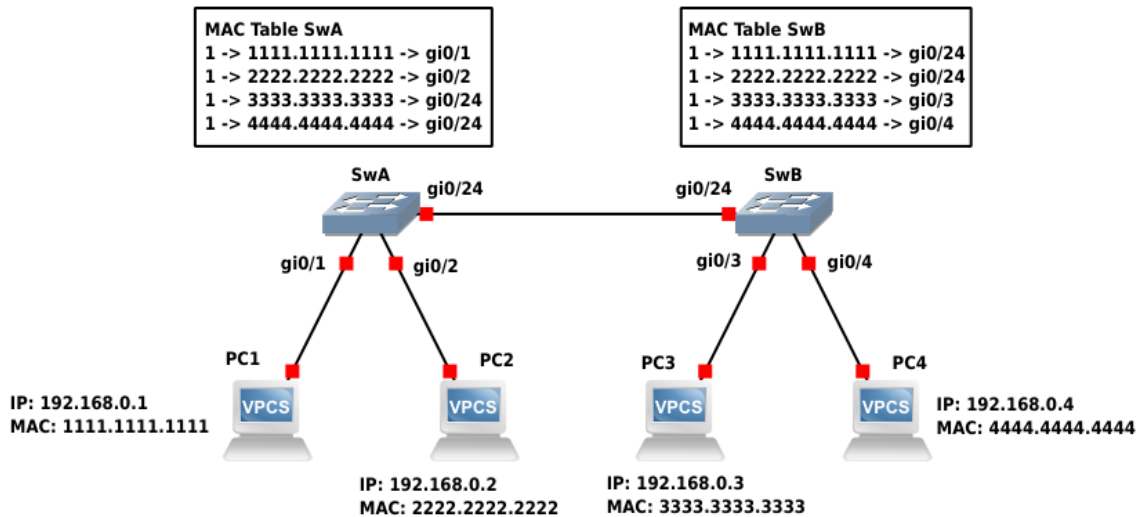 MAC Table SwA
1 -> 1111.1111.1111 -> gi0/1
1 -> 2222.2222.2222 -> gi0/2
1 -> 3333.3333.3333 -> gi0/24
1 -> 4444.4444.4444 -> gi0/24
MAC Table SwB
1 -> 1111.1111.1111 -> gi0/24
1 -> 2222.2222.2222 -> gi0/24
1 -> 3333.3333.3333 -> gi0/3
1 -> 4444.4444.4444 -> gi0/4
SwA
gi0/24
gi0/24
SwB
gi0/1
gi0/2
gi0/3
gi0/4
PC1
PC2
PC3
PC4
VPCS
VPCS
VPCS
VPCS
IP: 192.168.0.1
MAC: 1111.1111.1111
IP: 192.168.0.2
MAC: 2222.2222.2222
IP: 192.168.0.3
MAC: 3333.3333.3333
IP: 192.168.0.4
MAC: 4444.4444.4444